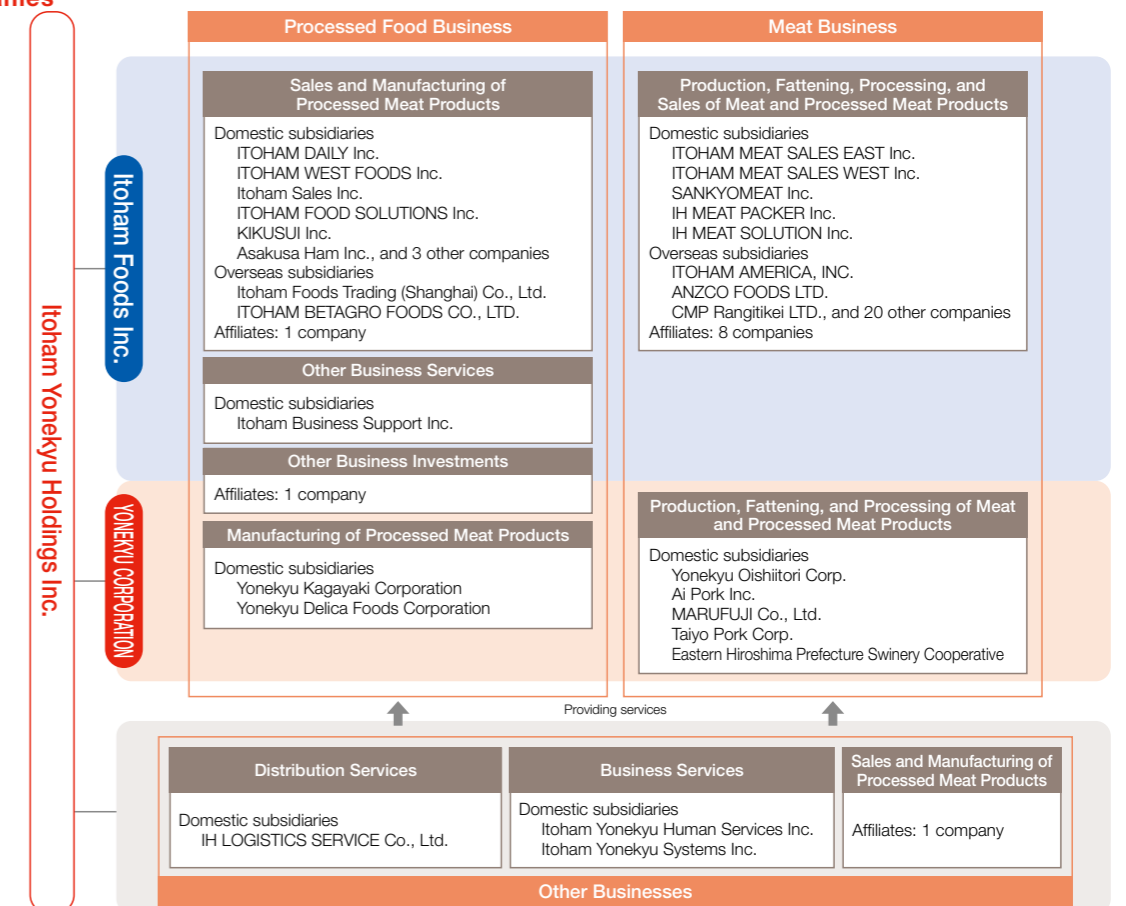 Itoham Yonekyu Holdings Inc.
Processed Food Business
Meat Business
Itoham Foods Inc.
Sales and Manufacturing of
Processed Meat Products
Domestic subsidiaries
ITOHAM DAILY Inc.
ITOHAM WEST FOODS Inc.
Itoham Sales Inc.
ITOHAM FOOD SOLUTIONS Inc.
KIKUSUI Inc.
Asakusa Ham Inc., and 3 other companies
Overseas subsidiaries
Itoham Foods Trading (Shanghai) Co., Ltd.
ITOHAM BETAGRO FOODS CO., LTD.
Affiliates: 1 company
Production, Fattening, Processing, and
Sales of Meat and Processed Meat Products
Domestic subsidiaries
ITOHAM MEAT SALES EAST Inc.
ITOHAM MEAT SALES WEST Inc.
SANKYOMEAT Inc.
IH MEAT PACKER Inc.
IH MEAT SOLUTION Inc.
Overseas subsidiaries
ITOHAM AMERICA, INC.
ANZCO FOODS LTD.
CMP Rangitikei LTD., and 20 other companies
Affiliates: 8 companies
Other Business Services
Domestic subsidiaries
Itoham Business Support Inc.
Other Business Investments
Affiliates: 1 company
YONEKYU CORPORATION
Manufacturing of Processed Meat Products
Domestic subsidiaries
Yonekyu Kagayaki Corporation
Yonekyu Delica Foods Corporation
Production, Fattening, and Processing of Meat
and Processed Meat Products
Domestic subsidiaries
Yonekyu Oishiitori Corp.
Ai Pork Inc.
MARUFUJI Co., Ltd.
Taiyo Pork Corp.
Eastern Hiroshima Prefecture Swinery Cooperative
Providing services
Distribution Services
Domestic subsidiaries
IH LOGISTICS SERVICE Co., Ltd.
Business Services
Domestic subsidiaries
Itoham Yonekyu Human Services Inc.
Itoham Yonekyu Systems Inc.
Sales and Manufacturing of
Processed Meat Products
Affiliates: 1 company
Other Businesses